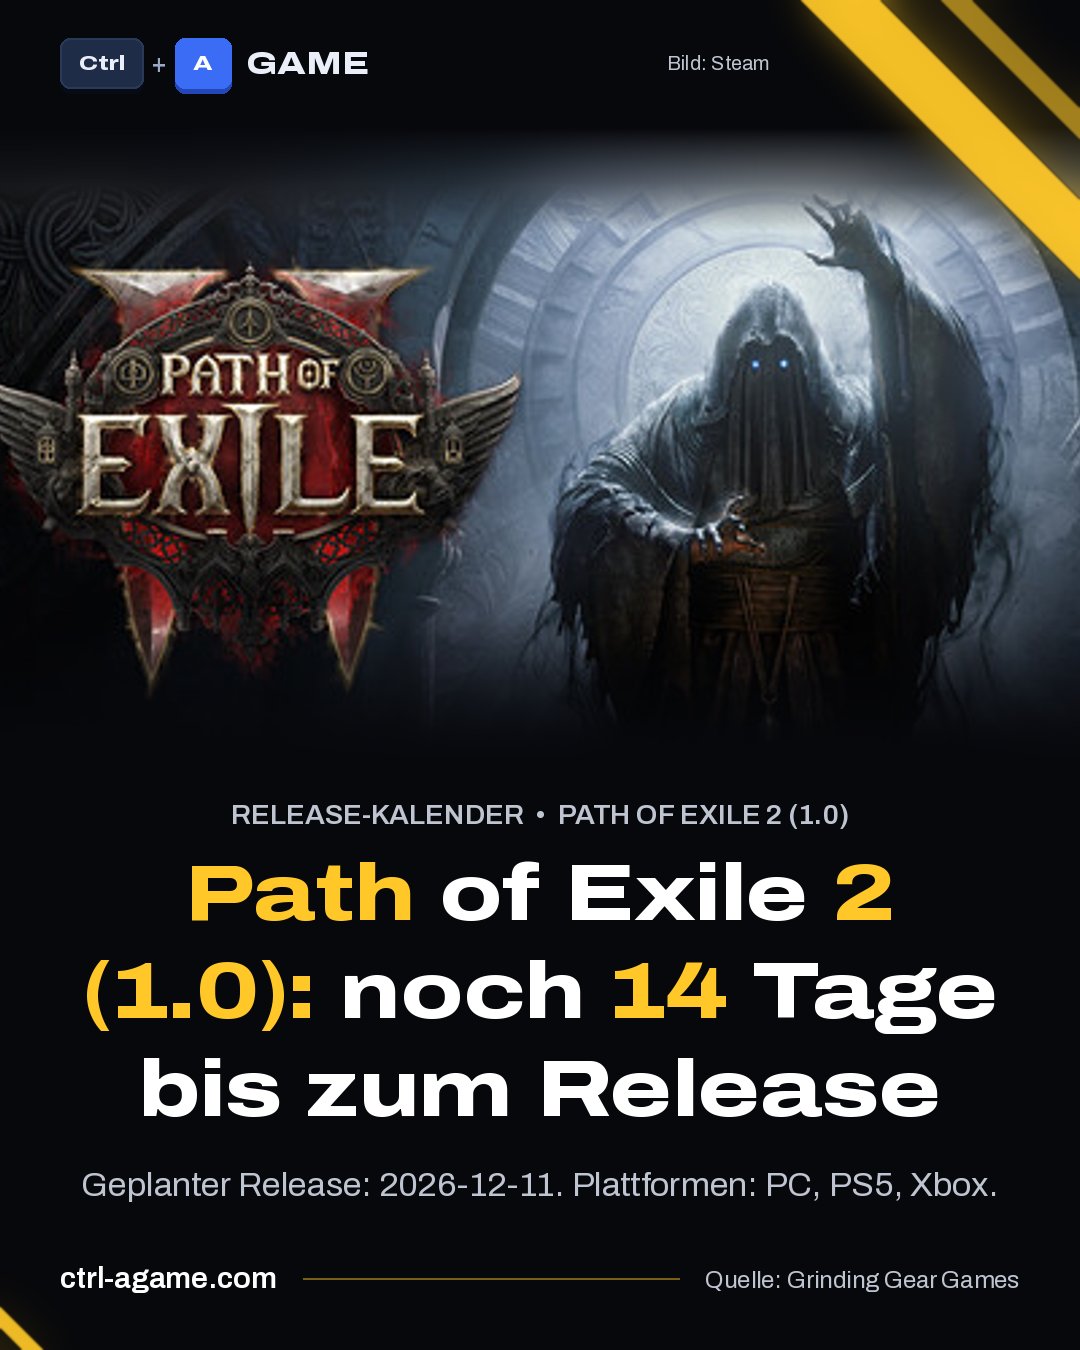 Ctrl + A GAME
Bild: Steam
PATH OF
EXILE
RELEASE-KALENDER • PATH OF EXILE 2 (1.0)
Path of Exile 2
(1.0): noch 14 Tage
bis zum Release
Geplanter Release: 2026-12-11. Plattformen: PC, PS5, Xbox.
ctrl-agame.com
Quelle: Grinding Gear Games